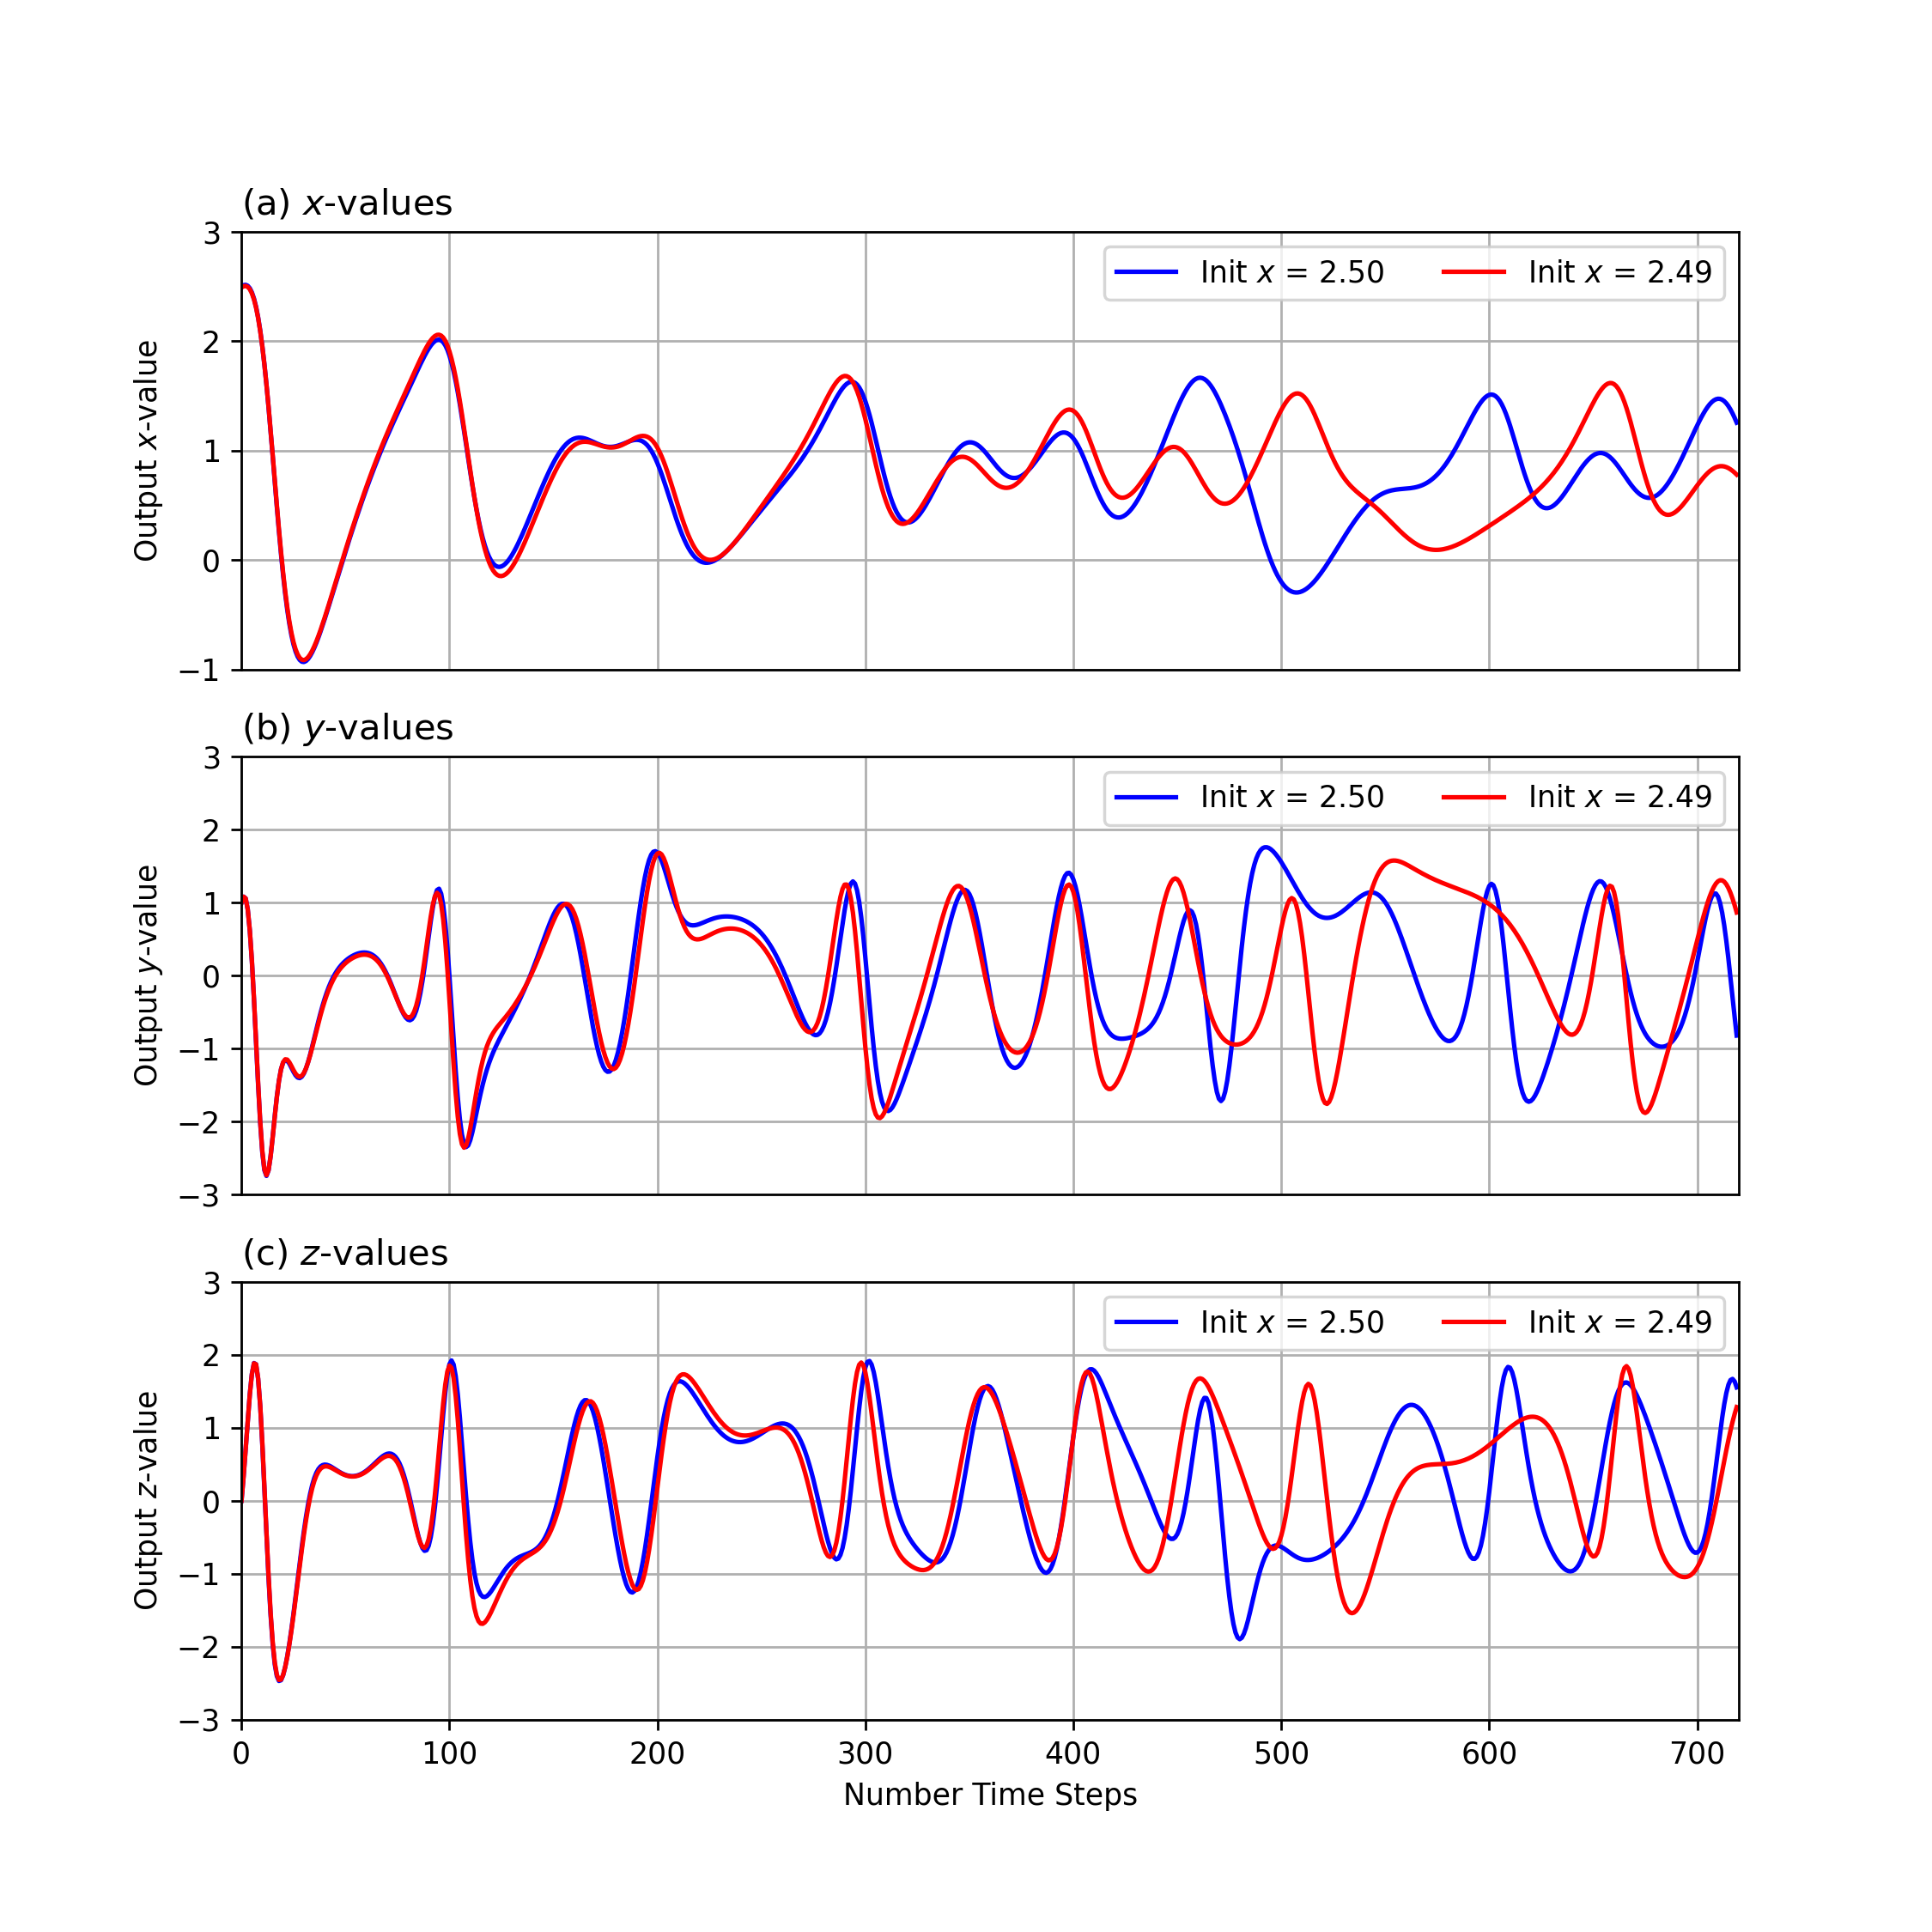 (a) x-values
3
2
1
0
−1
Output x-value
Init x = 2.50 Init x = 2.49
(b) y-values
3
2
1
0
−1
−2
−3
Output y-value
Init x = 2.50 Init x = 2.49
(c) z-values
3
2
1
0
−1
−2
−3
Output z-value
Init x = 2.50 Init x = 2.49
0 100 200 300 400 500 600 700
Number Time Steps